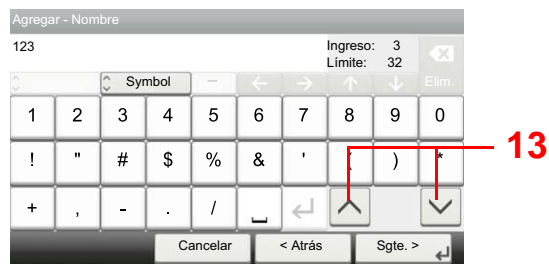 Agregar - Nombre
123
Ingreso: 3
Límite: 32
Symbol
Elim.
1 2 3 4 5 6 7 8 9 0
! " # $ % & ' ( ) *
+ , - . /
13
Cancelar < Atrás Sgte. >